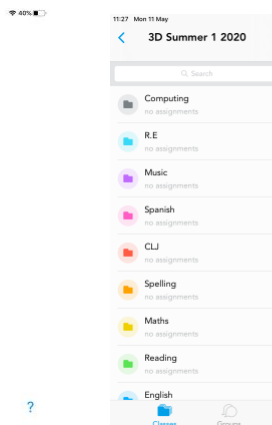 40%
11:27 Mon 11 May
3D Summer 1 2020
Search
Computing
no assignments
R.E
no assignments
Music
no assignments
Spanish
no assignments
CLJ
no assignments
Spelling
no assignments
Maths
no assignments
Reading
no assignments
English
?
Classes
Groups